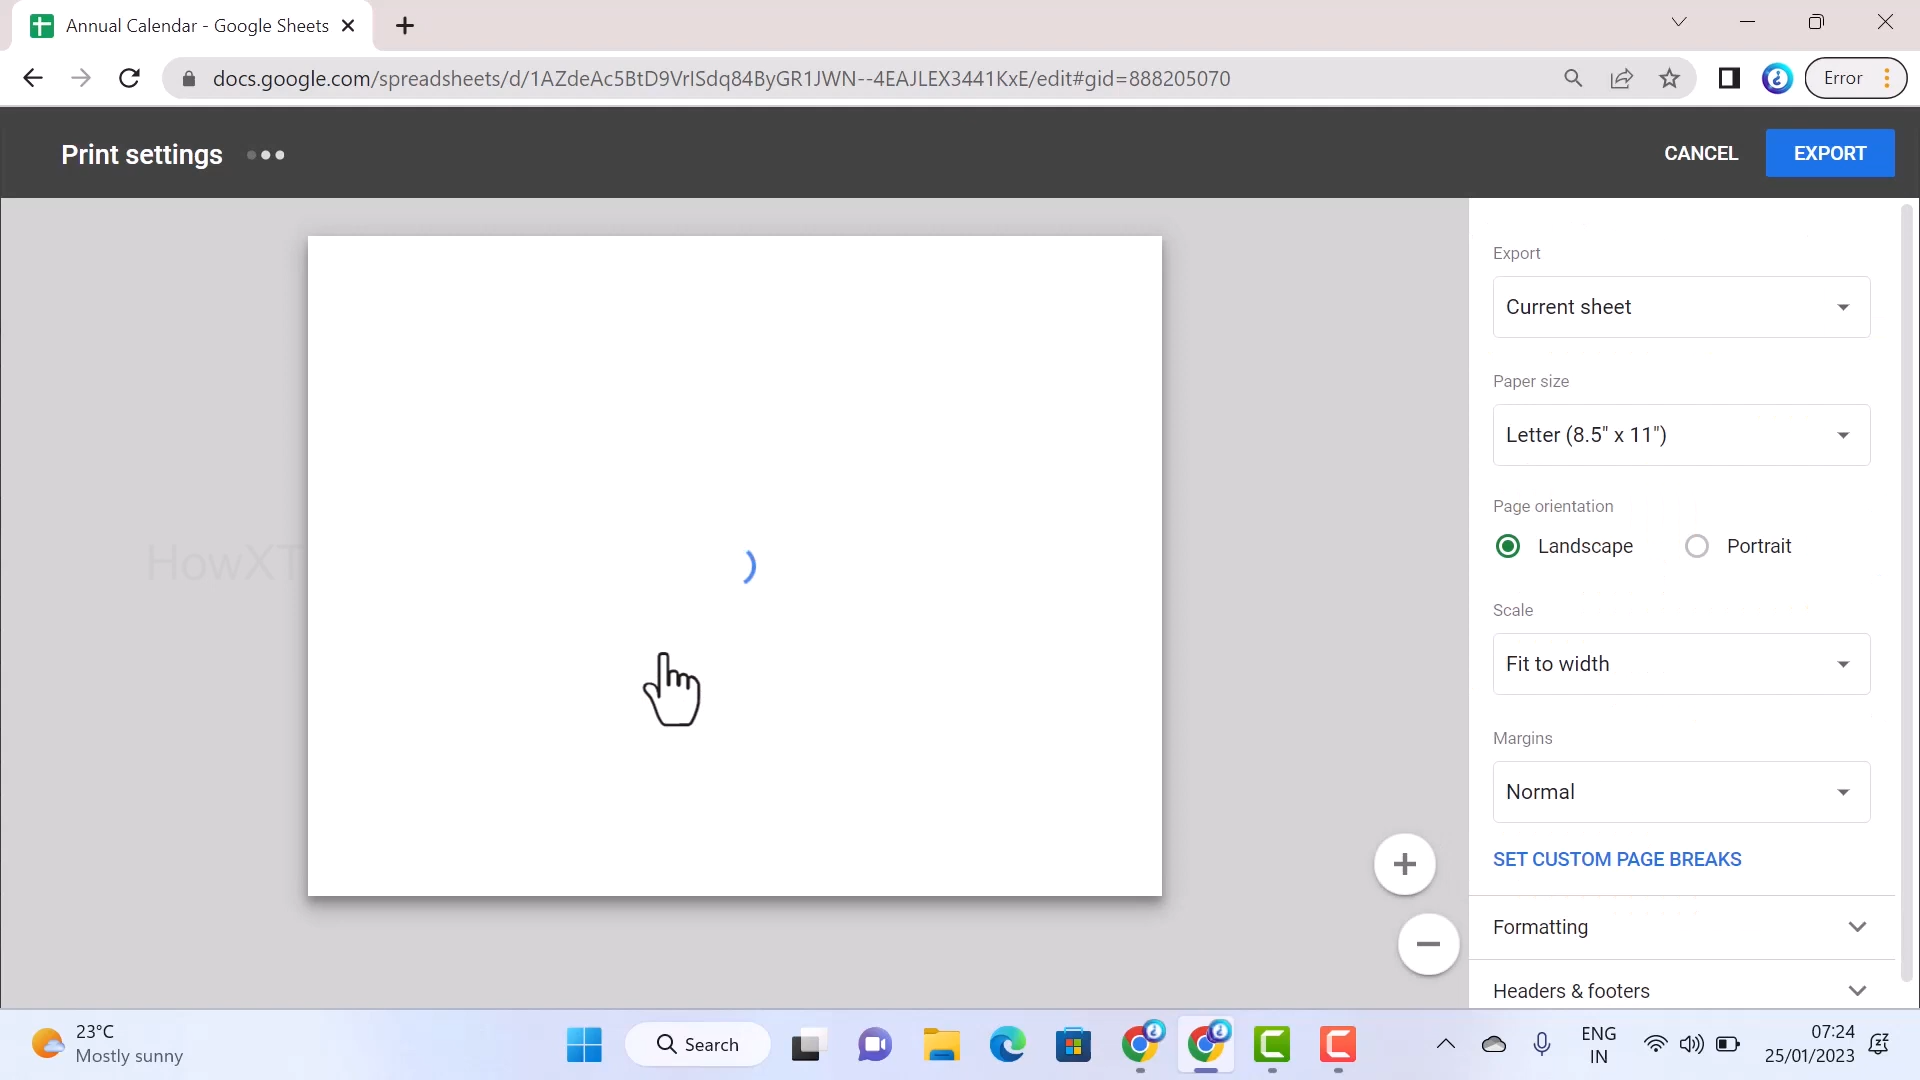 Annual Calendar - Google Sheets
docs.google.com/spreadsheets/d/1AZdeAc5BtD9VrISdq84ByGR1JWN--4EAJLEX3441KxE/edit#gid=888205070
Error
Print settings
CANCEL
EXPORT
Export
Current sheet
Paper size
Letter (8.5" x 11")
Page orientation
Landscape
Portrait
Scale
Fit to width
Margins
Normal
SET CUSTOM PAGE BREAKS
Formatting
Headers & footers
HowXT
23°C
Mostly sunny
Search
ENG
IN
07:24
25/01/2023